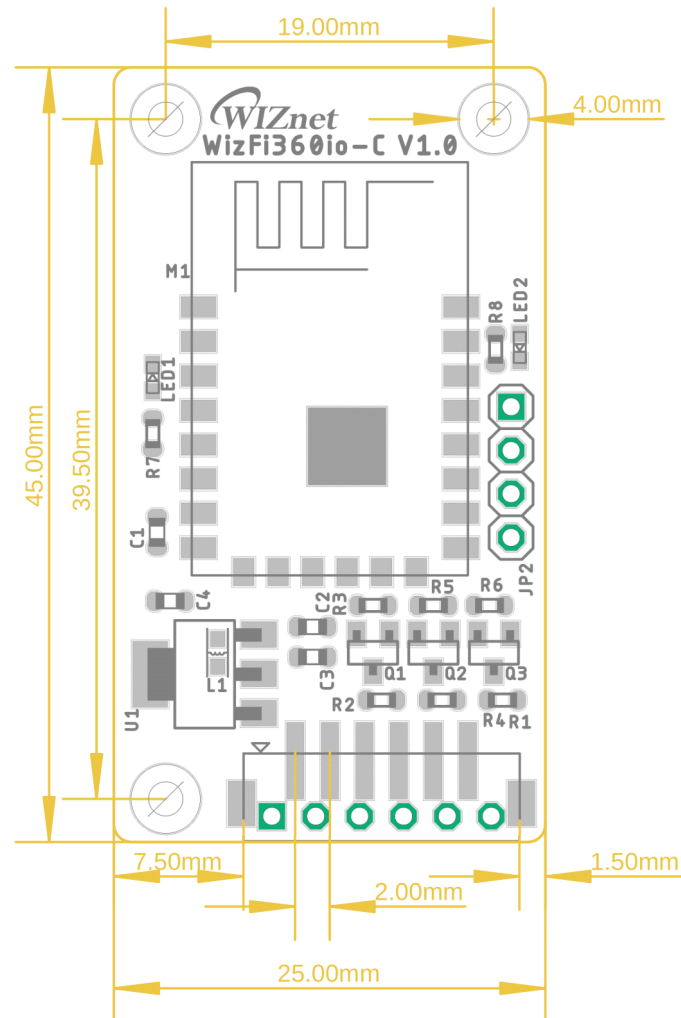 19.00mm
4.00mm
WIZnet
WizFi360io-C V1.0
M1
R8
LED2
LED1
R7
45.00mm
39.50mm
C1
JP2
C4
C2
R3
R5
R6
L1
C3
Q1
Q2
Q3
U1
R2
R4R1
7.50mm
2.00mm
1.50mm
25.00mm